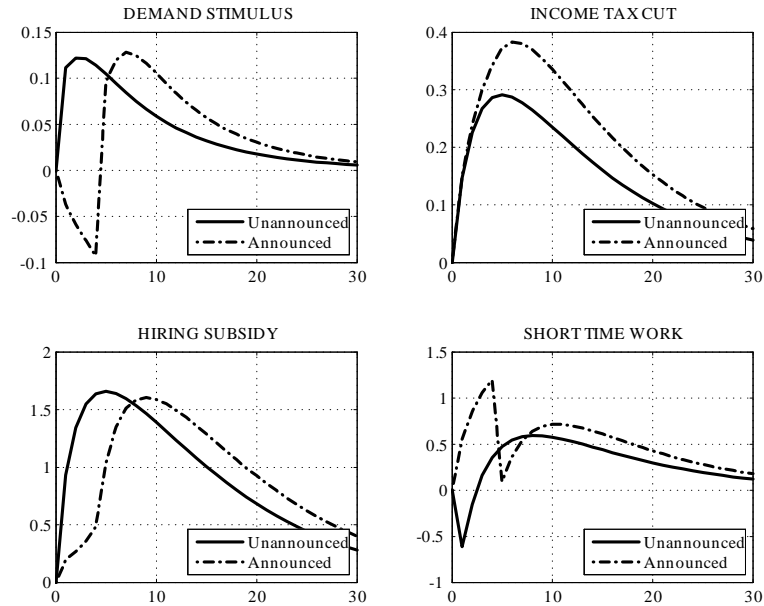 DEMAND STIMULUS
0.15
0.1
0.05
0
-0.05
-0.1
0 10 20 30
Unannounced
Announced
INCOME TAX CUT
0.4
0.3
0.2
0.1
0
0 10 20 30
Unannounced
Announced
HIRING SUBSIDY
2
1.5
1
0.5
0
0 10 20 30
Unannounced
Announced
SHORT TIME WORK
1.5
1
0.5
0
-0.5
-1
0 10 20 30
Unannounced
Announced